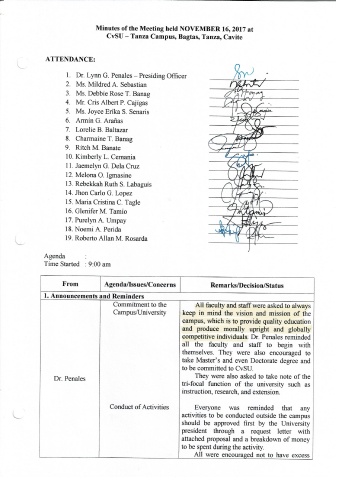 Minutes of the Meeting held NOVEMBER 16, 2017 at
CvSU – Tanza Campus, Bagtas, Tanza, Cavite
ATTENDANCE:
1. Dr. Lynn G. Penales – Presiding Officer
2. Ms. Mildred A. Sebastian
3. Ms. Debbie Rose T. Banag
4. Mr. Cris Albert P. Cajigas
5. Ms. Joyce Erika S. Senaris
6. Armin G. Arañas
7. Lorelie B. Baltazar
8. Charmaine T. Banag
9. Ritch M. Banate
10. Kimberly L. Cemania
11. Jaemelyn G. Dela Cruz
12. Melona O. Igmasine
13. Rebekkah Ruth S. Labaguis
14. Jhon Carlo G. Lopez
15. Maria Cristina C. Tagle
16. Glenifer M. Tamio
17. Purelyn A. Umpay
18. Noemi A. Perida
19. Roberto Allan M. Rosarda
Agenda :
Time Started : 9:00 am
From Agenda/Issues/Concerns Remarks/Decision/Status
1. Announcements and Reminders
Dr. Penales
Commitment to the
Campus/University
All faculty and staff were asked to always
keep in mind the vision and mission of the
campus, which is to provide quality education
and produce morally upright and globally
competitive individuals. Dr. Penales reminded
all the faculty and staff to begin with
themselves. They were also encouraged to
take Master's and even Doctorate degree and
to be committed to CvSU.
They were also asked to take note of the
tri-focal function of the university such as
instruction, research, and extension.
Conduct of Activities
Everyone was reminded that any
activities to be conducted outside the campus
should be approved first by the University
president through a request letter with
attached proposal and a breakdown of money
to be spent during the activity.
All were encouraged not to have excess